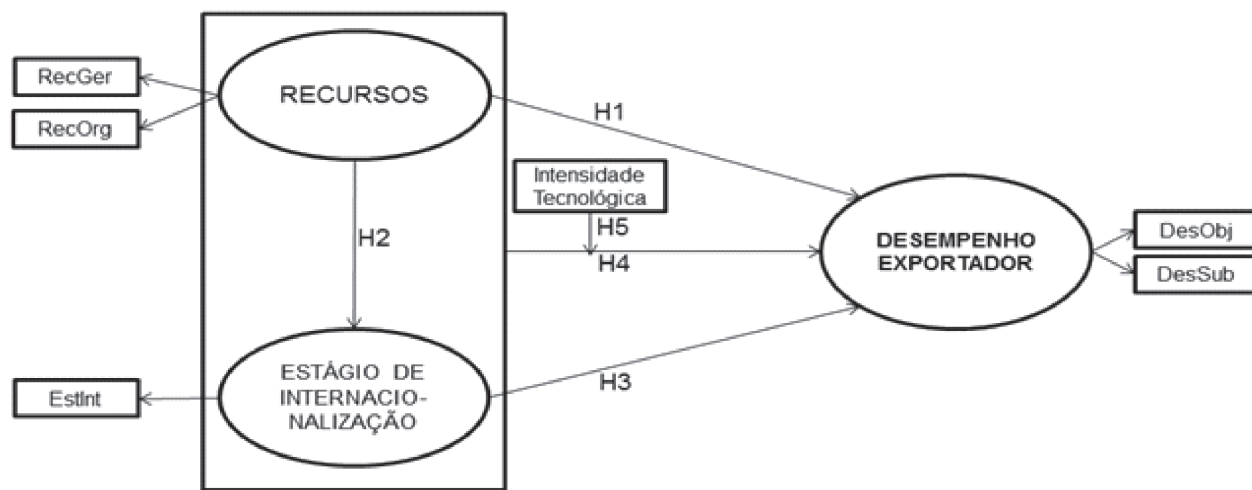 RecGer
RecOrg
RECURSOS
H1
Intensidade
Tecnológica
H5
H2
H4
DESEMPENHO
EXPORTADOR
DesObj
DesSub
EstInt
ESTÁGIO DE
INTERNACIO-
NALIZAÇÃO
H3